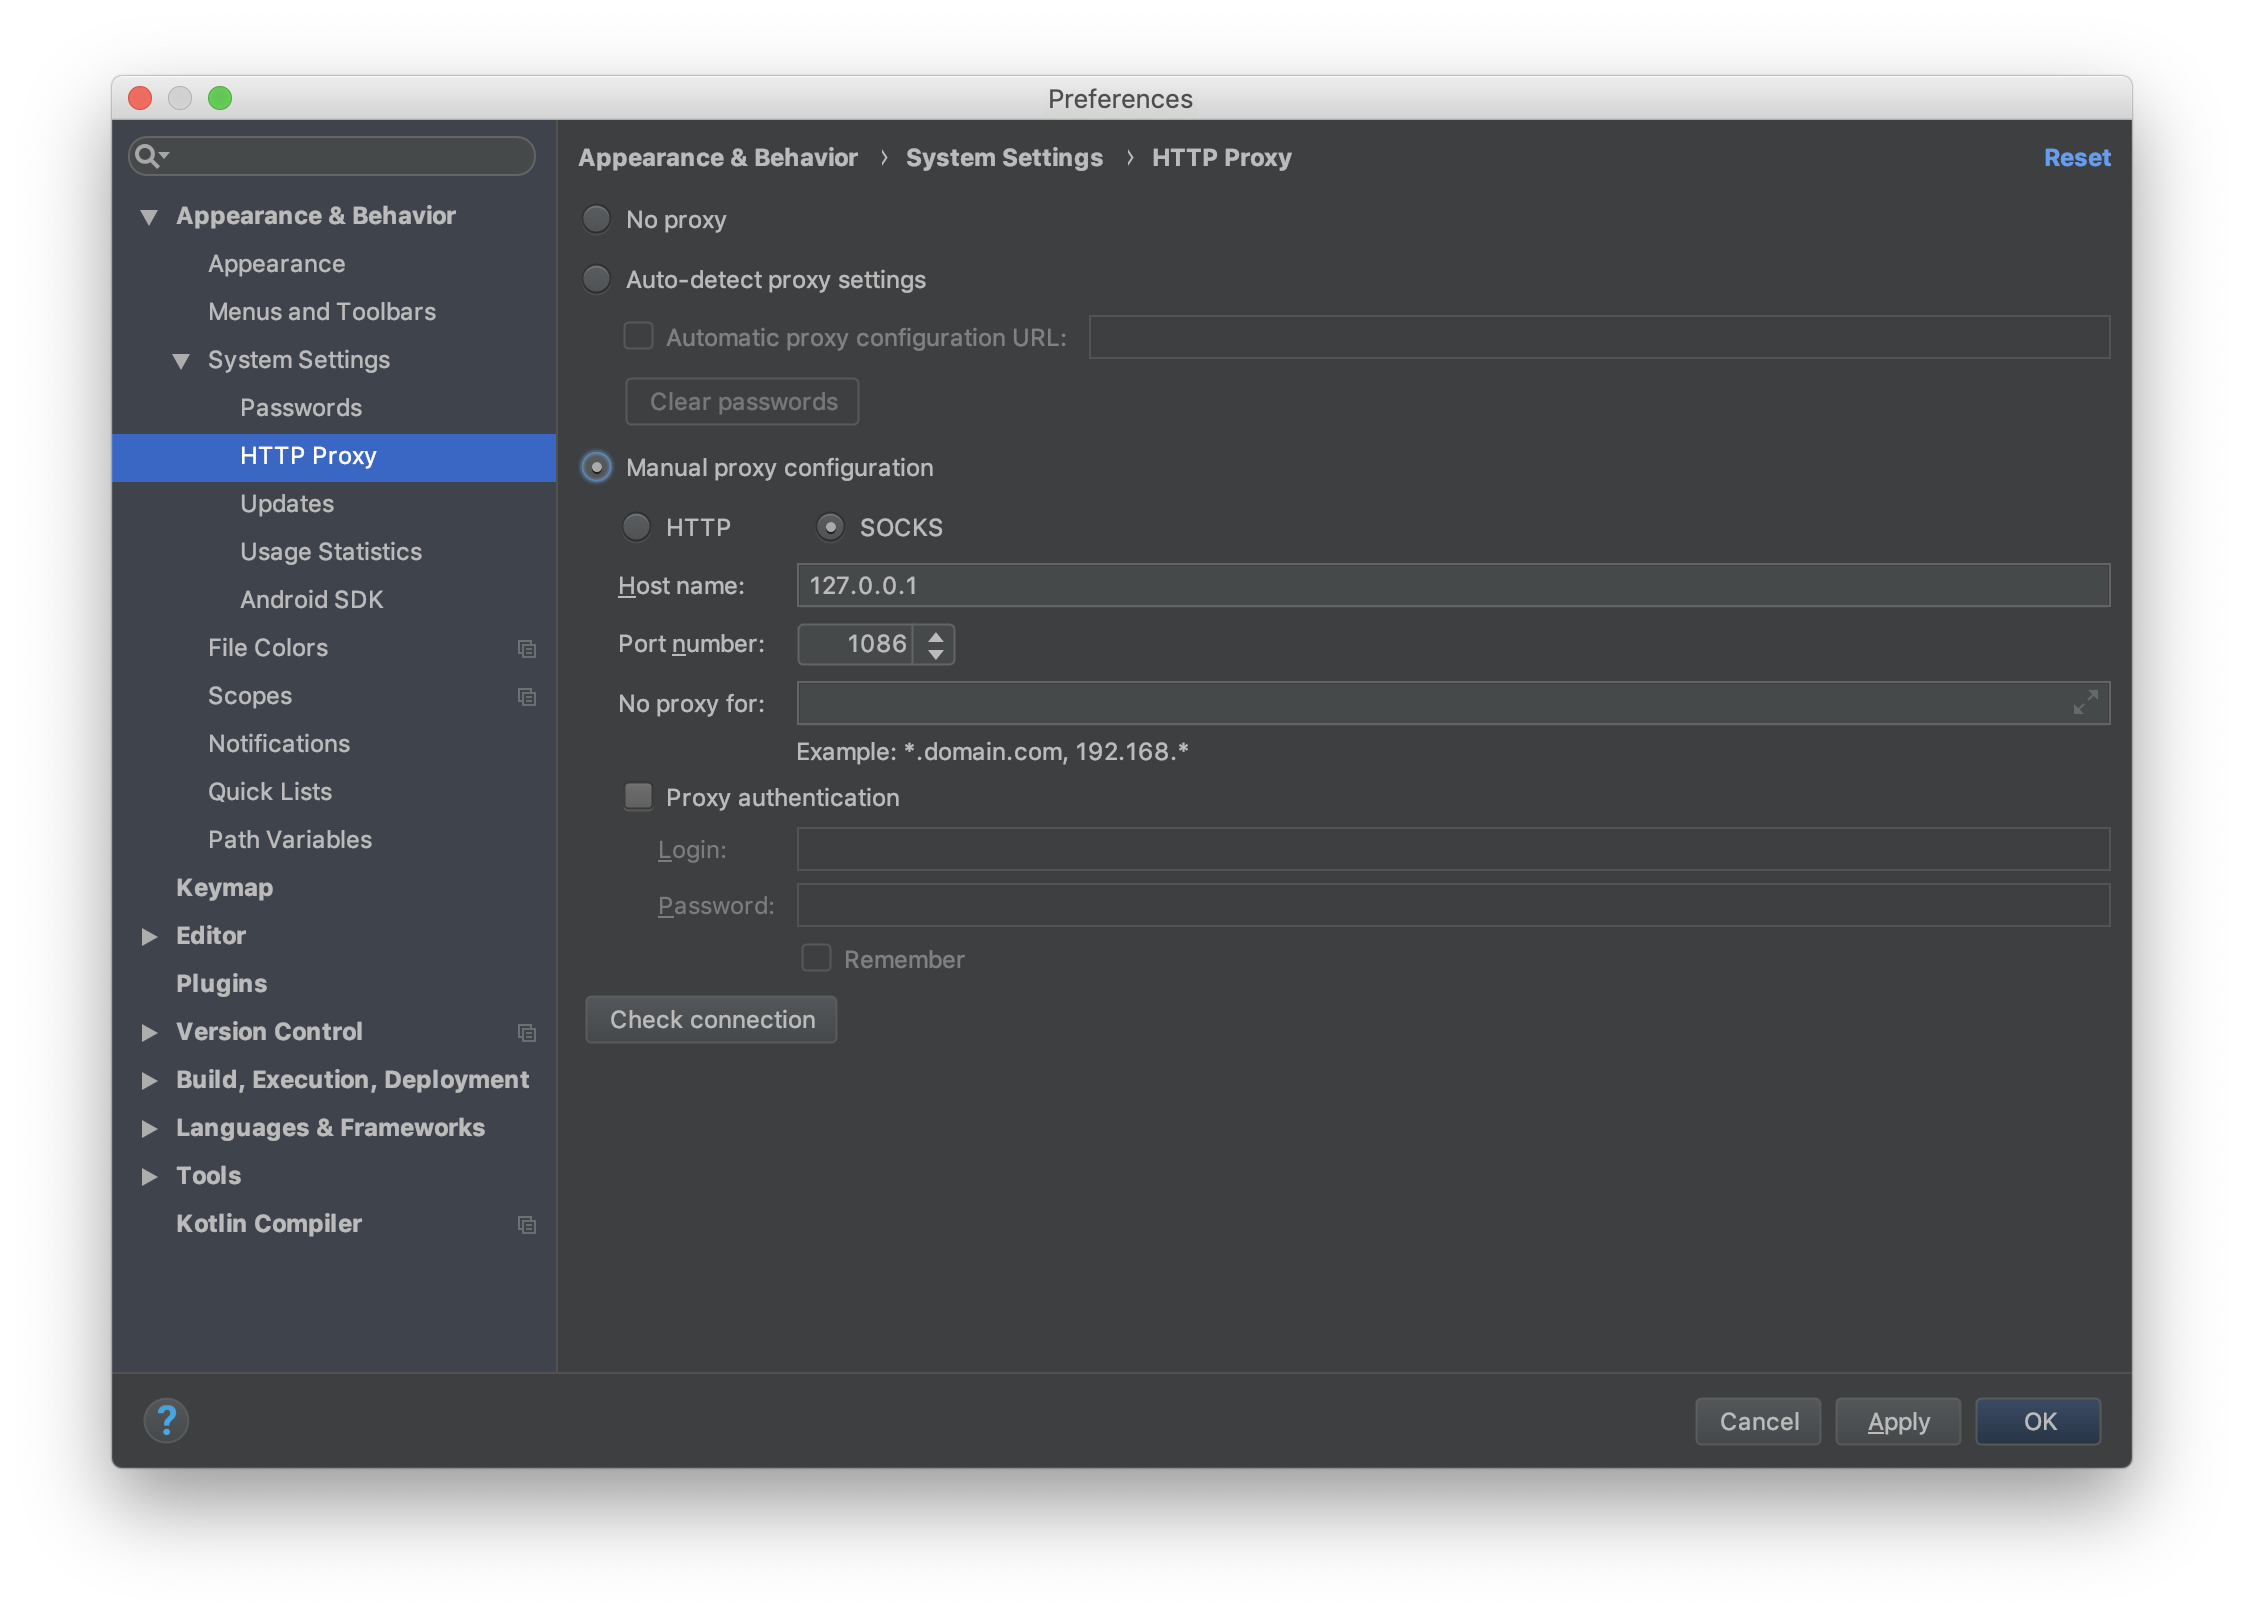 Preferences
Appearance & Behavior
Appearance
Menus and Toolbars
System Settings
Passwords
HTTP Proxy
Updates
Usage Statistics
Android SDK
File Colors
Scopes
Notifications
Quick Lists
Path Variables
Keymap
Editor
Plugins
Version Control
Build, Execution, Deployment
Languages & Frameworks
Tools
Kotlin Compiler
Appearance & Behavior › System Settings › HTTP Proxy Reset
No proxy
Auto-detect proxy settings
Automatic proxy configuration URL:
Clear passwords
Manual proxy configuration
HTTP SOCKS
Host name: 127.0.0.1
Port number: 1086
No proxy for:
Example: *.domain.com, 192.168.*
Proxy authentication
Login:
Password:
Remember
Check connection
? Cancel Apply OK